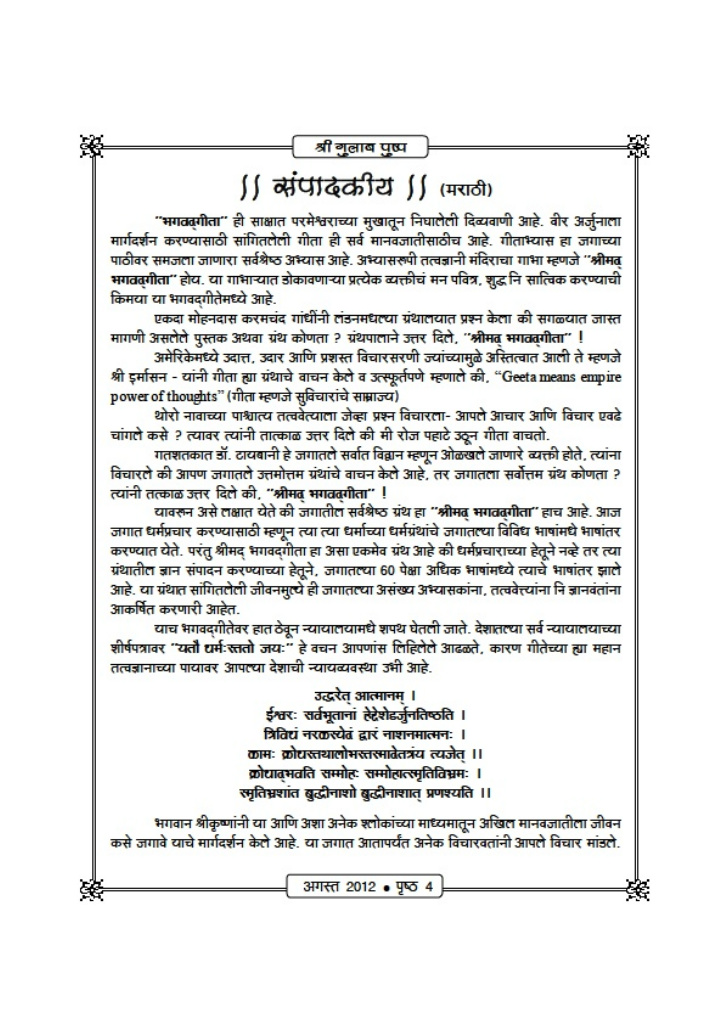 श्री गुलाब पुष्प
।। संपादकीय ।। (मराठी)
"भगवद्गीता" ही साक्षात परमेश्वराच्या मुखातून निघालेली दिव्यवाणी आहे. वीर अर्जुनाला
मार्गदर्शन करण्यासाठी सांगितलेली गीता ही सर्व मानवजातीसाठीच आहे. गीताभ्यास हा जगाच्या
पाठीवर समजला जाणारा सर्वश्रेष्ठ अभ्यास आहे. अभ्यासरुपी तत्वज्ञानी मंदिराचा गाभा म्हणजे "श्रीमद्
भगवद्गीता" होय. या गाभाऱ्यात डोकावणाऱ्या प्रत्येक व्यक्तीचं मन पवित्र, शुद्ध नि सात्विक करण्याची
किमया या भगवद्गीतेमध्ये आहे.
एकदा मोहनदास करमचंद गांधींनी लंडनमधल्या ग्रंथालयात प्रश्न केला की सगळ्यात जास्त
मागणी असलेले पुस्तक अथवा ग्रंथ कोणता ? ग्रंथपालाने उत्तर दिले, "श्रीमद् भगवद्गीता" !
अमेरिकेमध्ये उदात्त, उदार आणि प्रशस्त विचारसरणी ज्यांच्यामुळे अस्तित्वात आली ते म्हणजे
श्री इर्मासन - यांनी गीता ह्या ग्रंथाचे वाचन केले व उत्स्फूर्तपणे म्हणाले की, "Geeta means empire
power of thoughts" (गीता म्हणजे सुविचारांचे साम्राज्य)
थोरो नावाच्या पाश्चात्य तत्ववेत्याला जेव्हा प्रश्न विचारला- आपले आचार आणि विचार एवढे
चांगले कसे ? त्यावर त्यांनी तात्काळ उत्तर दिले की मी रोज पहाटे उठून गीता वाचतो.
गतशतकात डॉ. टायबानी हे जगातले सर्वात विद्वान म्हणून ओळखले जाणारे व्यक्ती होते, त्यांना
विचारले की आपण जगातले उत्तमोत्तम ग्रंथांचे वाचन केले आहे, तर जगातला सर्वोत्तम ग्रंथ कोणता ?
त्यांनी तत्काळ उत्तर दिले की, "श्रीमद् भगवद्गीता" !
यावरून असे लक्षात येते की जगातील सर्वश्रेष्ठ ग्रंथ हा "श्रीमद् भगवद्गीता" हाच आहे. आज
जगात धर्मप्रचार करण्यासाठी म्हणून त्या त्या धर्माच्या धर्मग्रंथांचे जगातल्या विविध भाषांमधे भाषांतर
करण्यात येते. परंतु श्रीमद् भगवद्गीता हा असा एकमेव ग्रंथ आहे की धर्मप्रचाराच्या हेतूने नव्हे तर त्या
ग्रंथातील ज्ञान संपादन करण्याच्या हेतूने, जगातल्या 60 पेक्षा अधिक भाषांमध्ये त्याचे भाषांतर झाले
आहे. या ग्रंथात सांगितलेली जीवनमुल्ये ही जगातल्या असंख्य अभ्यासकांना, तत्ववेत्त्यांना नि ज्ञानवंतांना
आकर्षित करणारी आहेत.
याच भगवद्गीतेवर हात ठेवून न्यायालयामधे शपथ घेतली जाते. देशातल्या सर्व न्यायालयाच्या
शीर्षपत्रावर "यतौ धर्मःस्ततो जयः" हे वचन आपणांस लिहिलेले आढळते, कारण गीतेच्या ह्या महान
तत्वज्ञानाच्या पायावर आपल्या देशाची न्यायव्यवस्था उभी आहे.
उद्धरेत् आत्मानम् ।
ईश्वरः सर्वभूतानां हेद्देशेऽर्जुनतिष्ठति ।
त्रिविधं नरकस्येवं द्वारं नाशनमात्मनः ।
कामः क्रोधस्तथालोभस्तस्मावेतत्रंय त्यजेत् ।।
क्रोधाव्भवति सम्मोहः सम्मोषत्स्मृतिविभ्रमः ।
स्मृतिभ्रशांत बुद्धीनाशो बुद्धीनाशात् प्रणश्यति ।।
भगवान श्रीकृष्णांनी या आणि अशा अनेक श्लोकांच्या माध्यमातून अखिल मानवजातीला जीवन
कसे जगावे याचे मार्गदर्शन केले आहे. या जगात आतापर्यंत अनेक विचारवतांनी आपले विचार मांडले.
अगस्त 2012 ● पृष्ठ 4